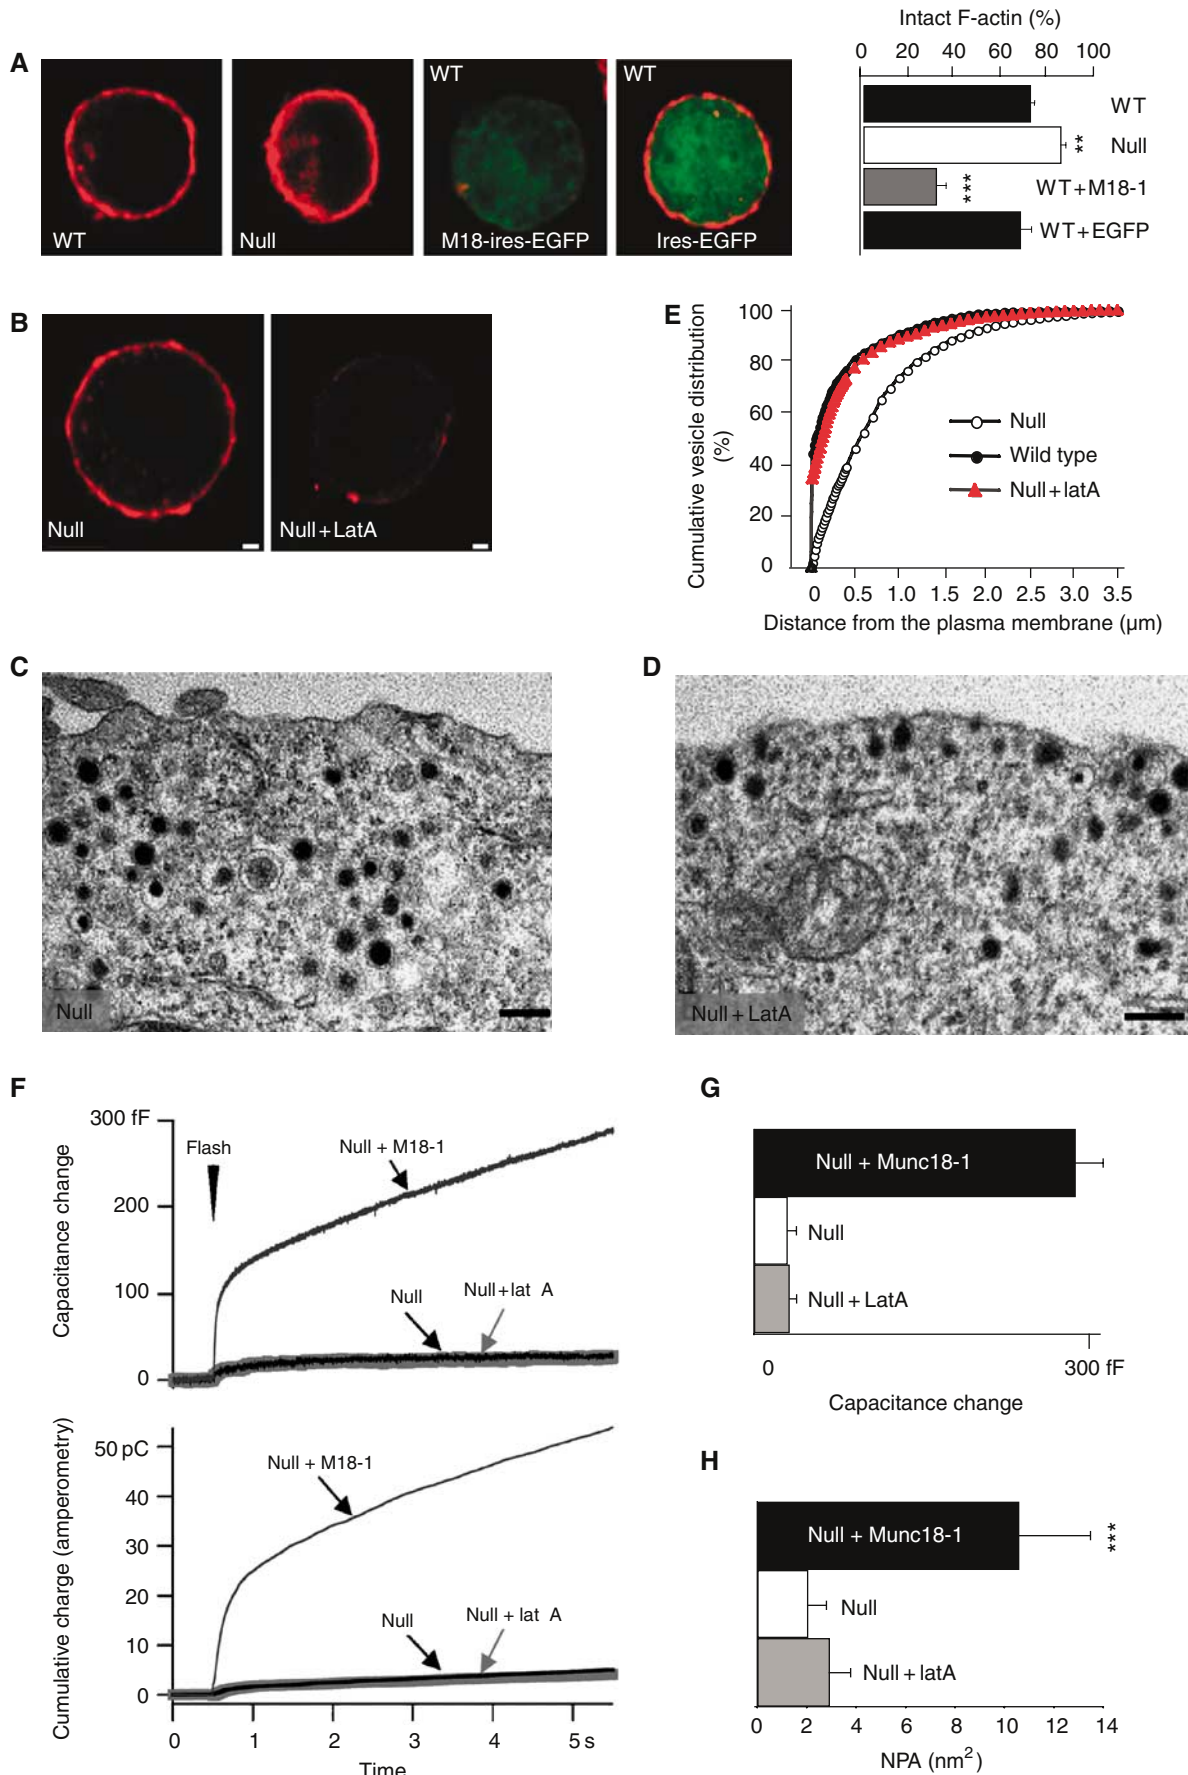 A
WT
Null
WT
M18-ires-EGFP
WT
Ires-EGFP
Intact F-actin (%)
0 20 40 60 80 100
WT
**
Null
***
WT+M18-1
WT+EGFP
B
Null
Null+LatA
E
Cumulative vesicle distribution
(%)
100
80
60
40
20
0
Null
Wild type
Null+latA
0 0.5 1.0 1.5 2.0 2.5 3.0 3.5
Distance from the plasma membrane (µm)
C
Null
D
Null+LatA
F
Capacitance change
300 fF
200
100
0
Flash
Null + M18-1
Null
Null+lat A
Cumulative charge (amperometry)
50 pC
40
30
20
10
0
Null + M18-1
Null
Null + lat A
0 1 2 3 4 5 s
Time
G
Null + Munc18-1
Null
Null + LatA
0 300 fF
Capacitance change
H
Null + Munc18-1
***
Null
Null + latA
0 2 4 6 8 10 12 14
NPA (nm²)